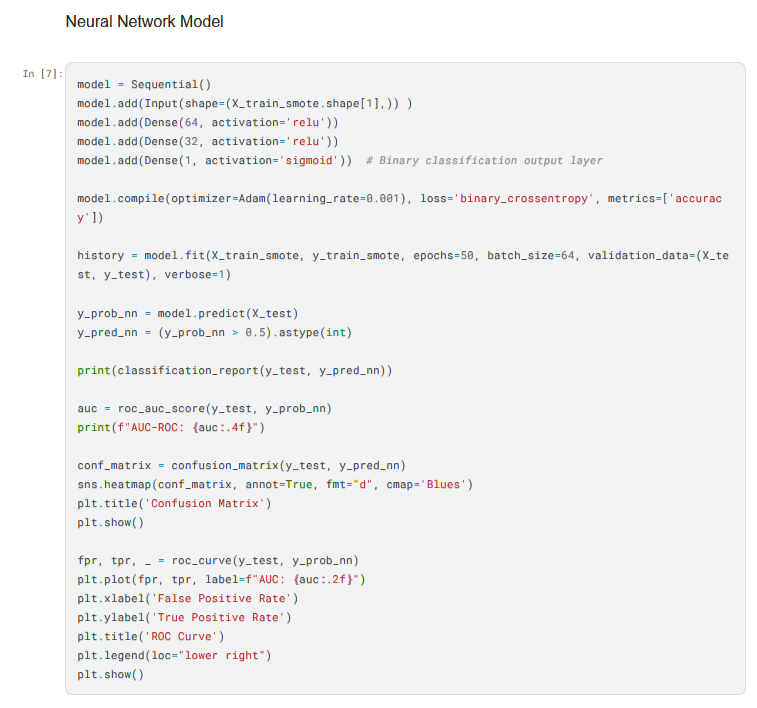 Neural Network Model
In [7]:
model = Sequential()
model.add(Input(shape=(X_train_smote.shape[1],)) )
model.add(Dense(64, activation='relu'))
model.add(Dense(32, activation='relu'))
model.add(Dense(1, activation='sigmoid'))  # Binary classification output layer
model.compile(optimizer=Adam(learning_rate=0.001), loss='binary_crossentropy', metrics=['accurac
y'])
history = model.fit(X_train_smote, y_train_smote, epochs=50, batch_size=64, validation_data=(X_te
st, y_test), verbose=1)
y_prob_nn = model.predict(X_test)
y_pred_nn = (y_prob_nn > 0.5).astype(int)
print(classification_report(y_test, y_pred_nn))
auc = roc_auc_score(y_test, y_prob_nn)
print(f"AUC-ROC: {auc:.4f}")
conf_matrix = confusion_matrix(y_test, y_pred_nn)
sns.heatmap(conf_matrix, annot=True, fmt="d", cmap='Blues')
plt.title('Confusion Matrix')
plt.show()
fpr, tpr, _ = roc_curve(y_test, y_prob_nn)
plt.plot(fpr, tpr, label=f"AUC: {auc:.2f}")
plt.xlabel('False Positive Rate')
plt.ylabel('True Positive Rate')
plt.title('ROC Curve')
plt.legend(loc="lower right")
plt.show()